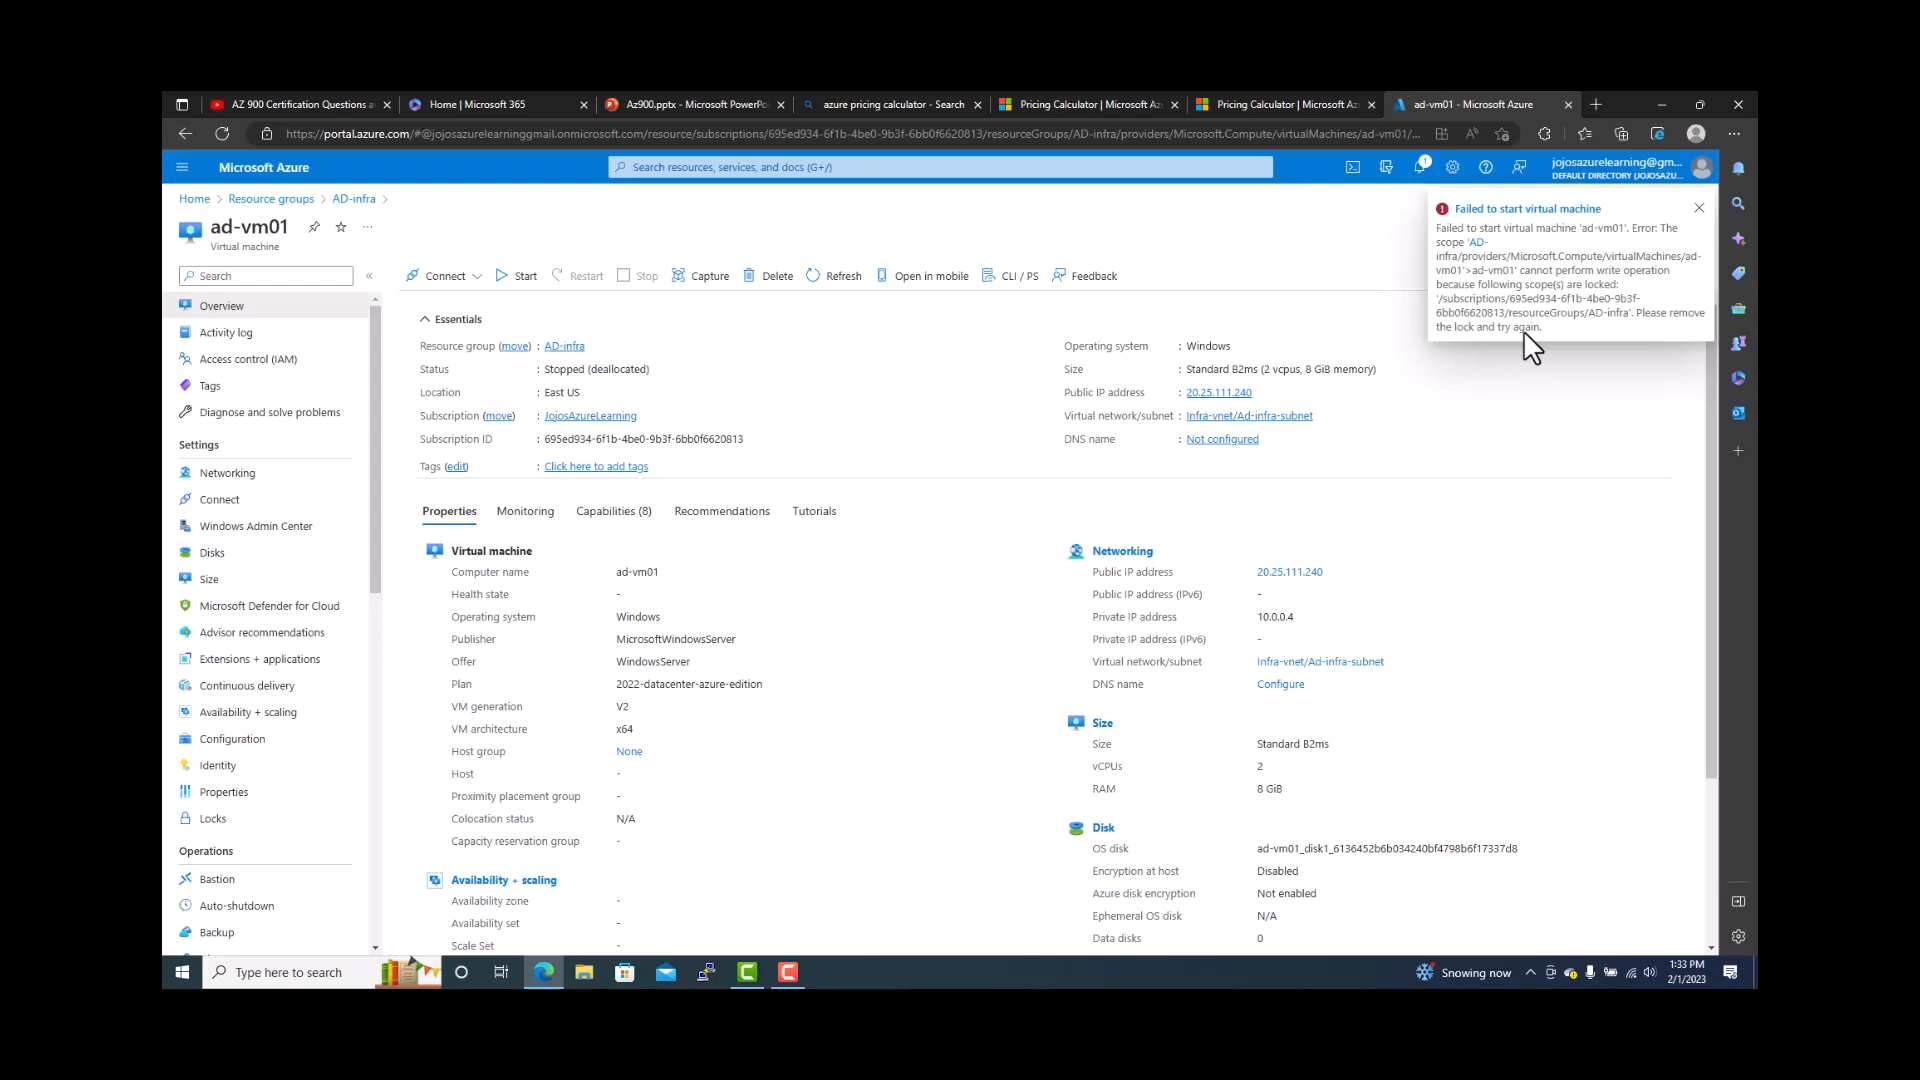 AZ 900 Certification Questions a
Home | Microsoft 365
Az900.pptx - Microsoft PowerPo
azure pricing calculator - Search
Pricing Calculator | Microsoft Az
Pricing Calculator | Microsoft Az
ad-vm01 - Microsoft Azure
https://portal.azure.com/#@jojosazurelearninggmail.onmicrosoft.com/resource/subscriptions/695ed934-6f1b-4be0-9b3f-6bb0f6620813/resourceGroups/AD-infra/providers/Microsoft.Compute/virtualMachines/ad-vm01/...
Microsoft Azure
Search resources, services, and docs (G+/)
1
jojosazurelearning@gm...
DEFAULT DIRECTORY (JOJOSAZU...
Home > Resource groups > AD-infra >
ad-vm01
Virtual machine
Failed to start virtual machine
Failed to start virtual machine 'ad-vm01'. Error: The
scope 'AD-
infra/providers/Microsoft.Compute/virtualMachines/ad-
vm01'>ad-vm01' cannot perform write operation
because following scope(s) are locked:
'/subscriptions/695ed934-6f1b-4be0-9b3f-
6bb0f6620813/resourceGroups/AD-infra'. Please remove
the lock and try again.
Search
Connect
Start
Restart
Stop
Capture
Delete
Refresh
Open in mobile
CLI / PS
Feedback
Overview
Activity log
Access control (IAM)
Tags
Diagnose and solve problems
Settings
Networking
Connect
Windows Admin Center
Disks
Size
Microsoft Defender for Cloud
Advisor recommendations
Extensions + applications
Continuous delivery
Availability + scaling
Configuration
Identity
Properties
Locks
Operations
Bastion
Auto-shutdown
Backup
Essentials
Resource group (move) : AD-infra
Status : Stopped (deallocated)
Location : East US
Subscription (move) : JojosAzureLearning
Subscription ID : 695ed934-6f1b-4be0-9b3f-6bb0f6620813
Tags (edit) : Click here to add tags
Operating system : Windows
Size : Standard B2ms (2 vcpus, 8 GiB memory)
Public IP address : 20.25.111.240
Virtual network/subnet : Infra-vnet/Ad-infra-subnet
DNS name : Not configured
Properties
Monitoring
Capabilities (8)
Recommendations
Tutorials
Virtual machine
Computer name ad-vm01
Health state -
Operating system Windows
Publisher MicrosoftWindowsServer
Offer WindowsServer
Plan 2022-datacenter-azure-edition
VM generation V2
VM architecture x64
Host group None
Host -
Proximity placement group -
Colocation status N/A
Capacity reservation group -
Availability + scaling
Availability zone -
Availability set -
Scale Set -
Networking
Public IP address 20.25.111.240
Public IP address (IPv6) -
Private IP address 10.0.0.4
Private IP address (IPv6) -
Virtual network/subnet Infra-vnet/Ad-infra-subnet
DNS name Configure
Size
Size Standard B2ms
vCPUs 2
RAM 8 GiB
Disk
OS disk ad-vm01_disk1_6136452b6b034240bf4798b6f17337d8
Encryption at host Disabled
Azure disk encryption Not enabled
Ephemeral OS disk N/A
Data disks 0
Type here to search
Snowing now
1:33 PM
2/1/2023